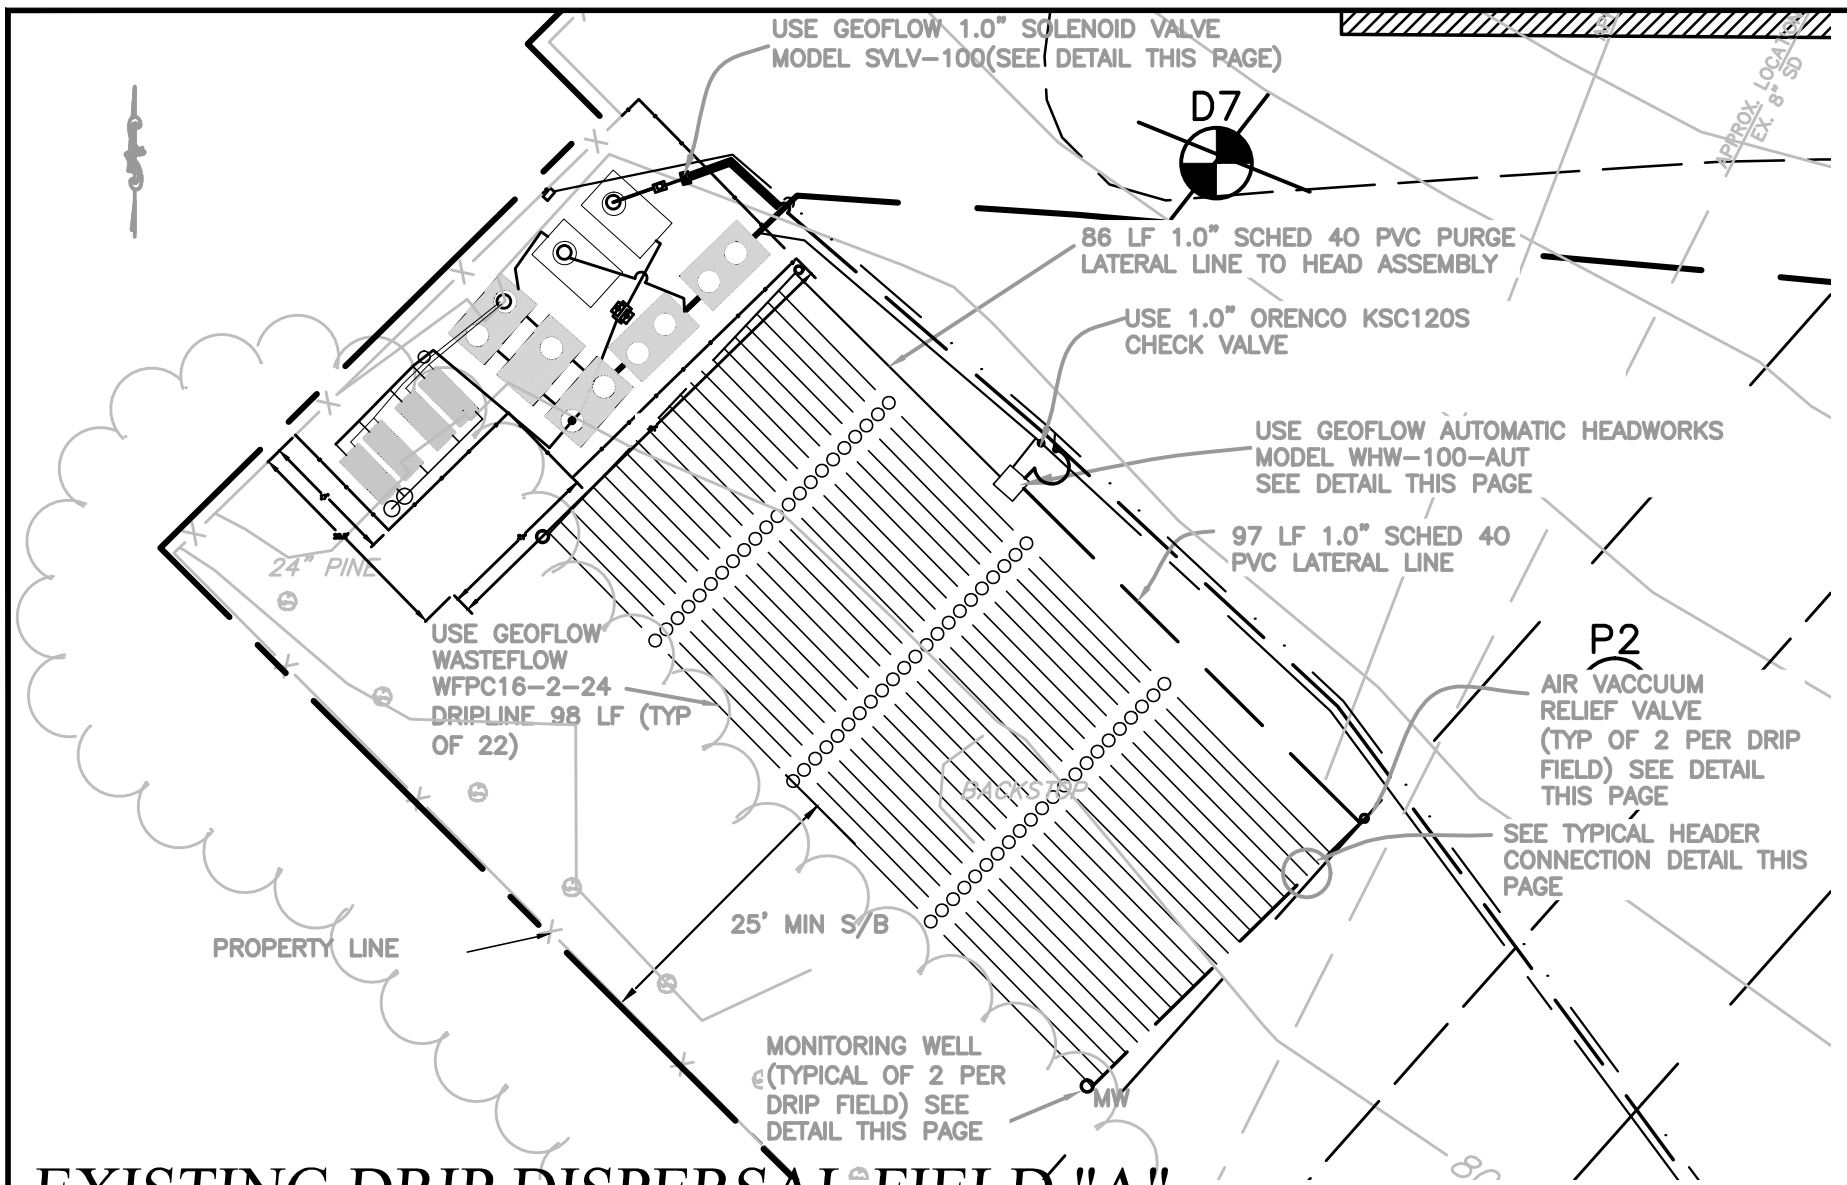 USE GEOFLOW 1.0" SOLENOID VALVE
MODEL SVLV-100(SEE DETAIL THIS PAGE)
APPROX. LOCATION
EX. 8" SD
D7
86 LF 1.0" SCHED 40 PVC PURGE
LATERAL LINE TO HEAD ASSEMBLY
USE 1.0" ORENCO KSC120S
CHECK VALVE
USE GEOFLOW AUTOMATIC HEADWORKS
MODEL WHW-100-AUT
SEE DETAIL THIS PAGE
97 LF 1.0" SCHED 40
PVC LATERAL LINE
24" PINE
USE GEOFLOW
WASTEFLOW
WFPC16-2-24
DRIPLINE 98 LF (TYP
OF 22)
P2
AIR VACCUUM
RELIEF VALVE
(TYP OF 2 PER DRIP
FIELD) SEE DETAIL
THIS PAGE
BACKSTOP
SEE TYPICAL HEADER
CONNECTION DETAIL THIS
PAGE
25' MIN S/B
PROPERTY LINE
MONITORING WELL
(TYPICAL OF 2 PER
DRIP FIELD) SEE
DETAIL THIS PAGE
MW
80
EXISTING DRIP DISPERSAL FIELD "A"